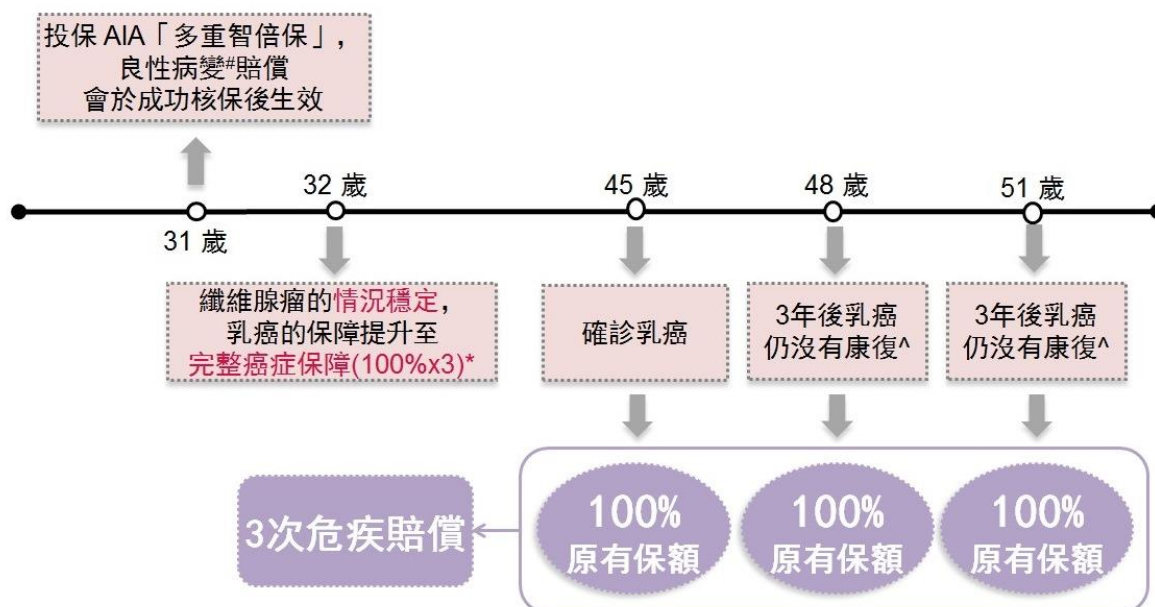 投保 AIA「多重智倍保」,
良性病變#賠償
會於成功核保後生效
31 歲
32 歲
45 歲
48 歲
51 歲
纖維腺瘤的情況穩定,
乳癌的保障提升至
完整癌症保障(100%x3)*
確診乳癌
3年後乳癌
仍沒有康復^
3年後乳癌
仍沒有康復^
3次危疾賠償
100%
原有保額
100%
原有保額
100%
原有保額